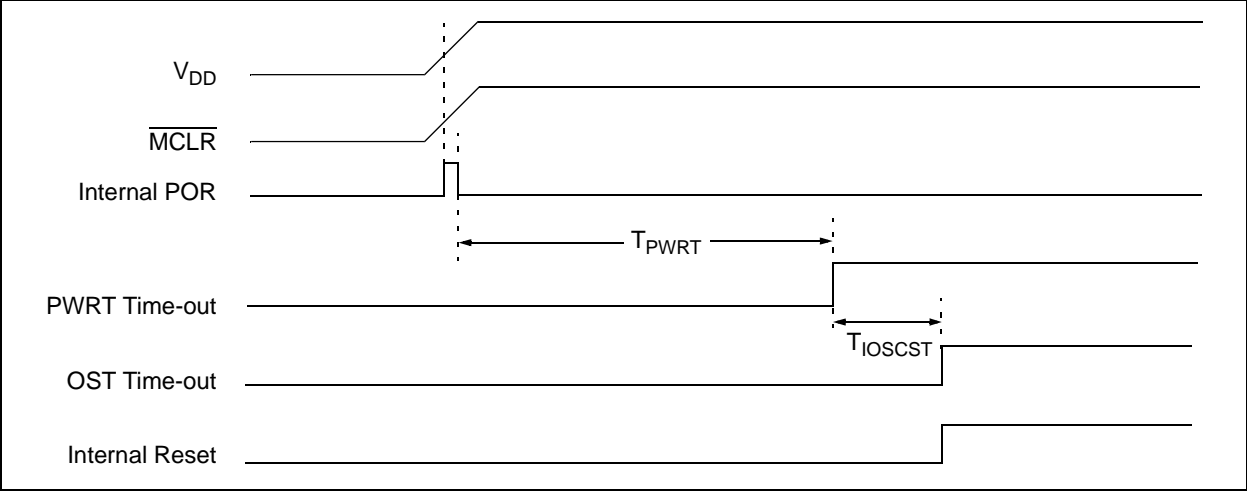 VDD
MCLR
Internal POR
TPWRT
PWRT Time-out
TIOSCST
OST Time-out
Internal Reset